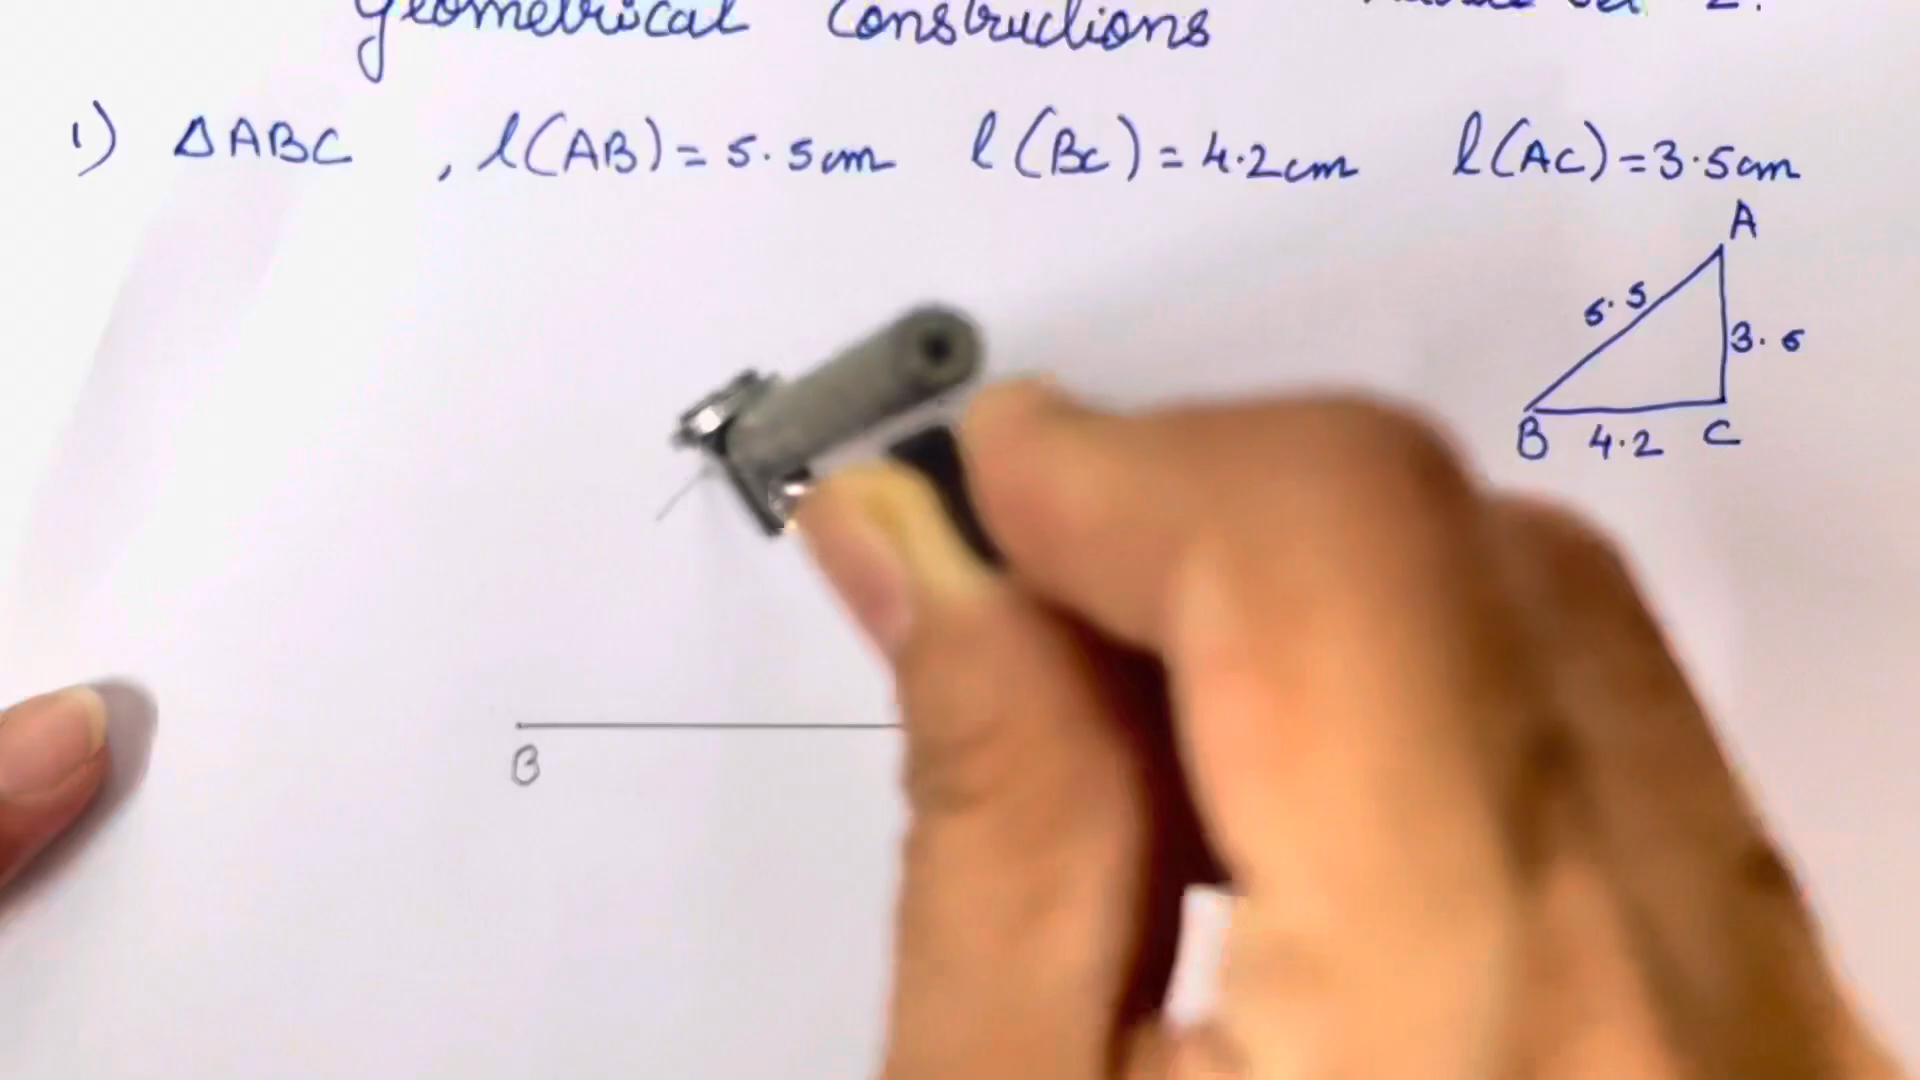 Geometrical Constructions
1) ΔABC , l(AB) = 5.5cm l(BC) = 4.2cm l(AC) = 3.5cm
A
5.5
3.5
B 4.2 C
B